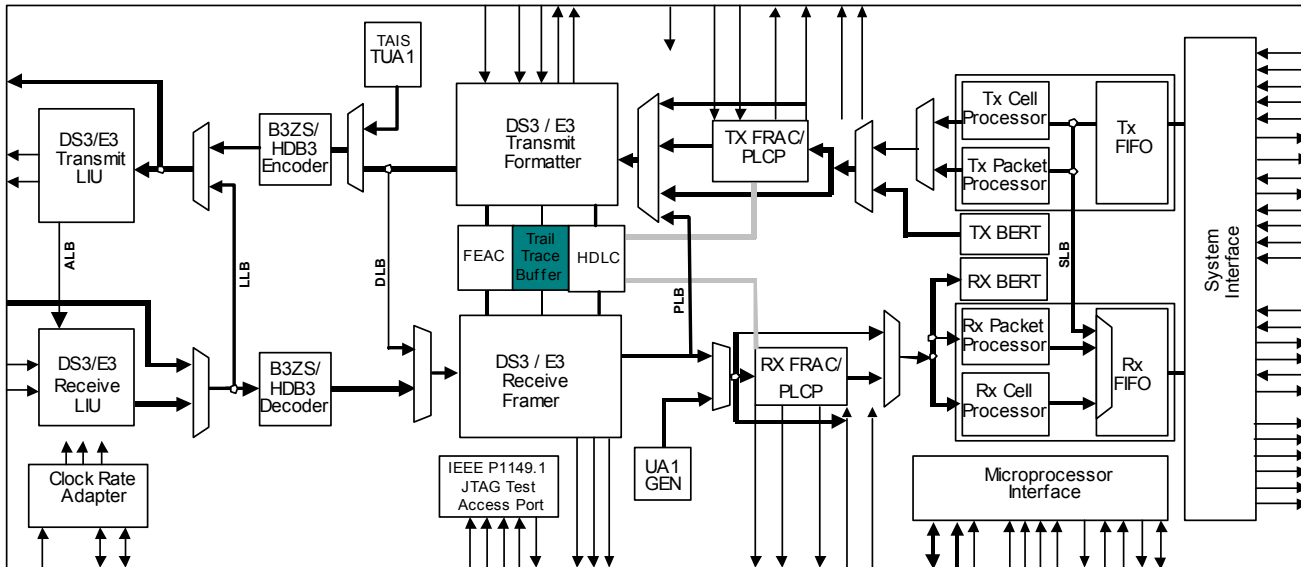 TAIS
TUA1
DS3/E3
Transmit
LIU
B3ZS/
HDB3
Encoder
DS3 / E3
Transmit
Formatter
TX FRAC/
PLCP
Tx Cell
Processor
Tx Packet
Processor
Tx
FIFO
System
Interface
FEAC
Trail
Trace
Buffer
HDLC
TX BERT
RX BERT
ALB
LLB
DLB
PLB
SLB
DS3/E3
Receive
LIU
B3ZS/
HDB3
Decoder
DS3 / E3
Receive
Framer
RX FRAC/
PLCP
Rx Packet
Processor
Rx Cell
Processor
Rx
FIFO
Clock Rate
Adapter
IEEE P1149.1
JTAG Test
Access Port
UA1
GEN
Microprocessor
Interface